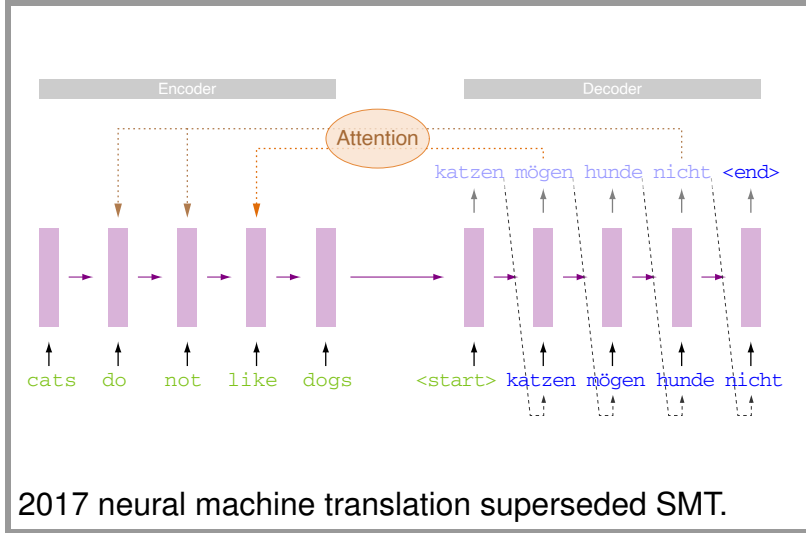 Encoder Decoder
Attention
katzen mögen hunde nicht <end>
cats do not like dogs <start> katzen mögen hunde nicht
2017 neural machine translation superseded SMT.